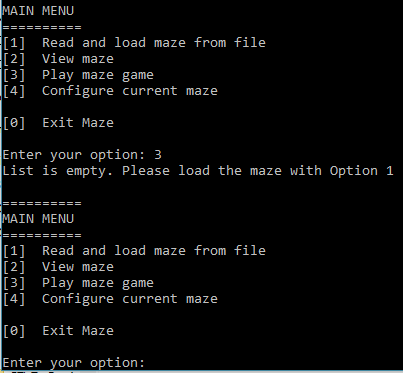 MAIN MENU
==========
[1]  Read and load maze from file
[2]  View maze
[3]  Play maze game
[4]  Configure current maze
[0]  Exit Maze
Enter your option: 3
List is empty. Please load the maze with Option 1
==========
MAIN MENU
==========
[1]  Read and load maze from file
[2]  View maze
[3]  Play maze game
[4]  Configure current maze
[0]  Exit Maze
Enter your option: